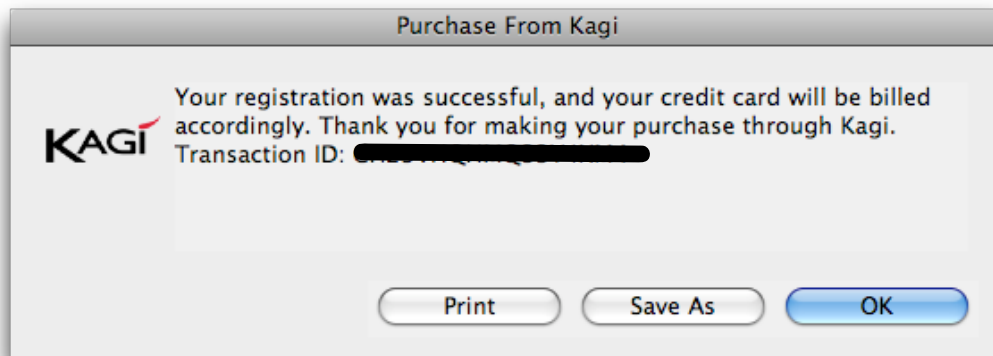 Purchase From Kagi
KAGI
Your registration was successful, and your credit card will be billed
accordingly. Thank you for making your purchase through Kagi.
Transaction ID:
Print
Save As
OK